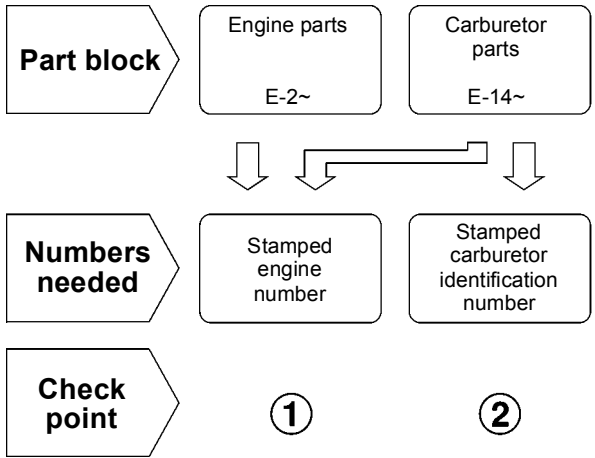 Part block
Engine parts
E-2~
Carburetor
parts
E-14~
Numbers
needed
Stamped
engine
number
Stamped
carburetor
identification
number
Check
point
①
②